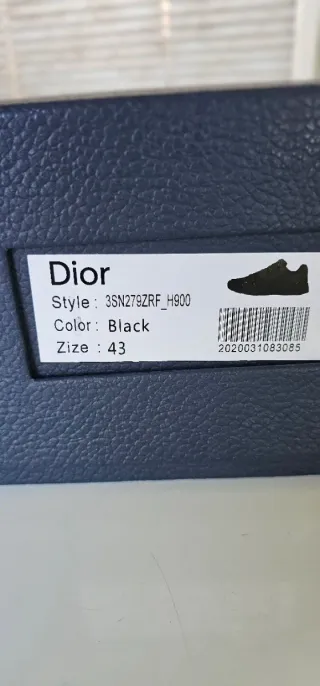 Dior
Style : 3SN279ZRF_H900
Color : Black
Zize : 43
2020031083085